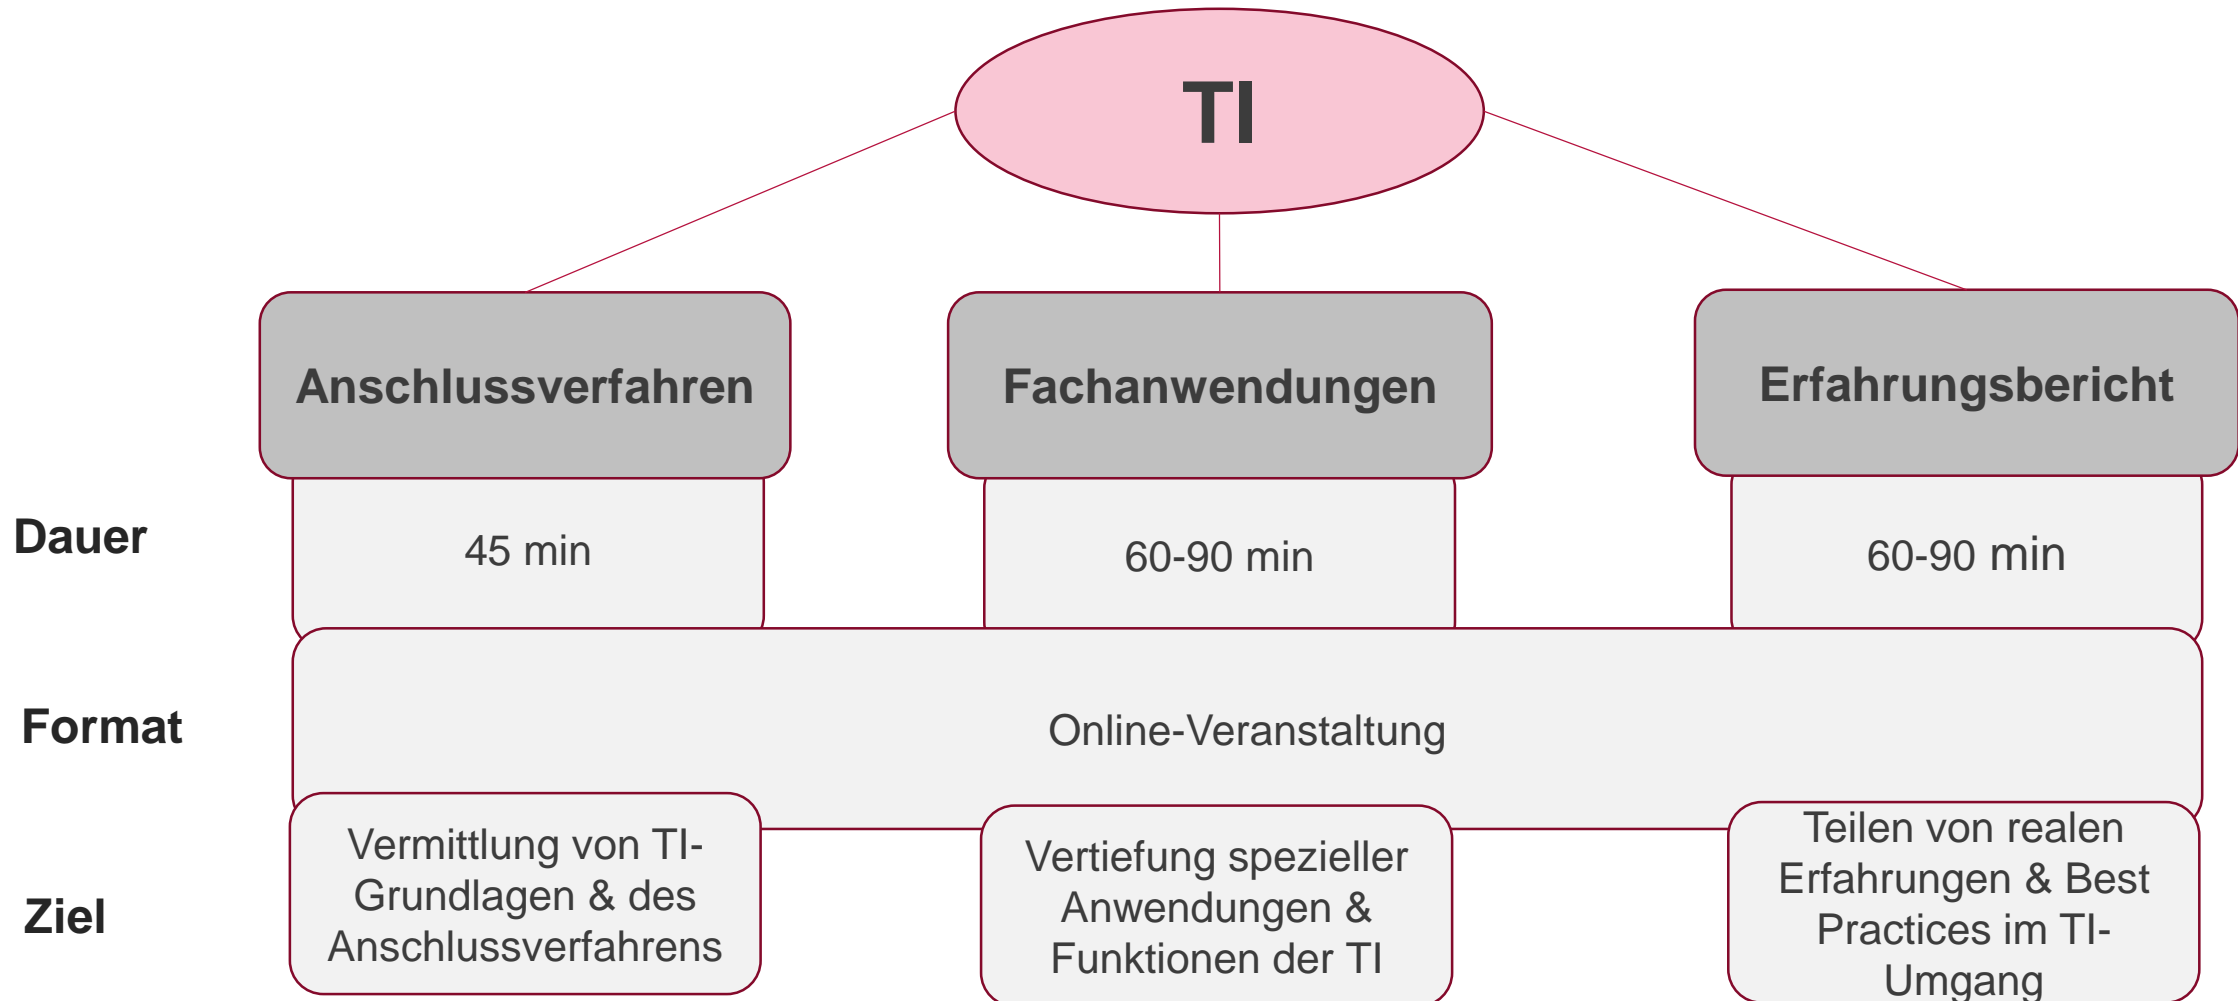 TI
Anschlussverfahren
Fachanwendungen
Erfahrungsbericht
Dauer
45 min
60-90 min
60-90 min
Format
Online-Veranstaltung
Ziel
Vermittlung von TI-
Grundlagen & des
Anschlussverfahrens
Vertiefung spezieller
Anwendungen &
Funktionen der TI
Teilen von realen
Erfahrungen & Best
Practices im TI-
Umgang